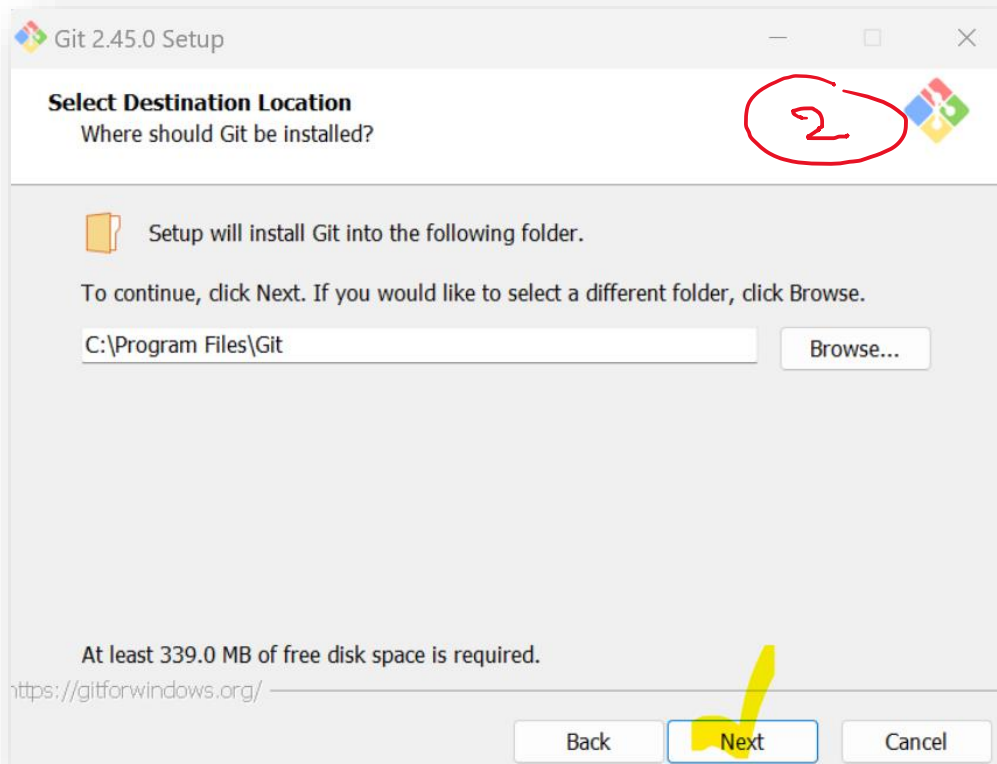 Git 2.45.0 Setup
Select Destination Location
Where should Git be installed?
2
Setup will install Git into the following folder.
To continue, click Next. If you would like to select a different folder, click Browse.
C:\Program Files\Git
Browse...
At least 339.0 MB of free disk space is required.
https://gitforwindows.org/
Back
Next
Cancel